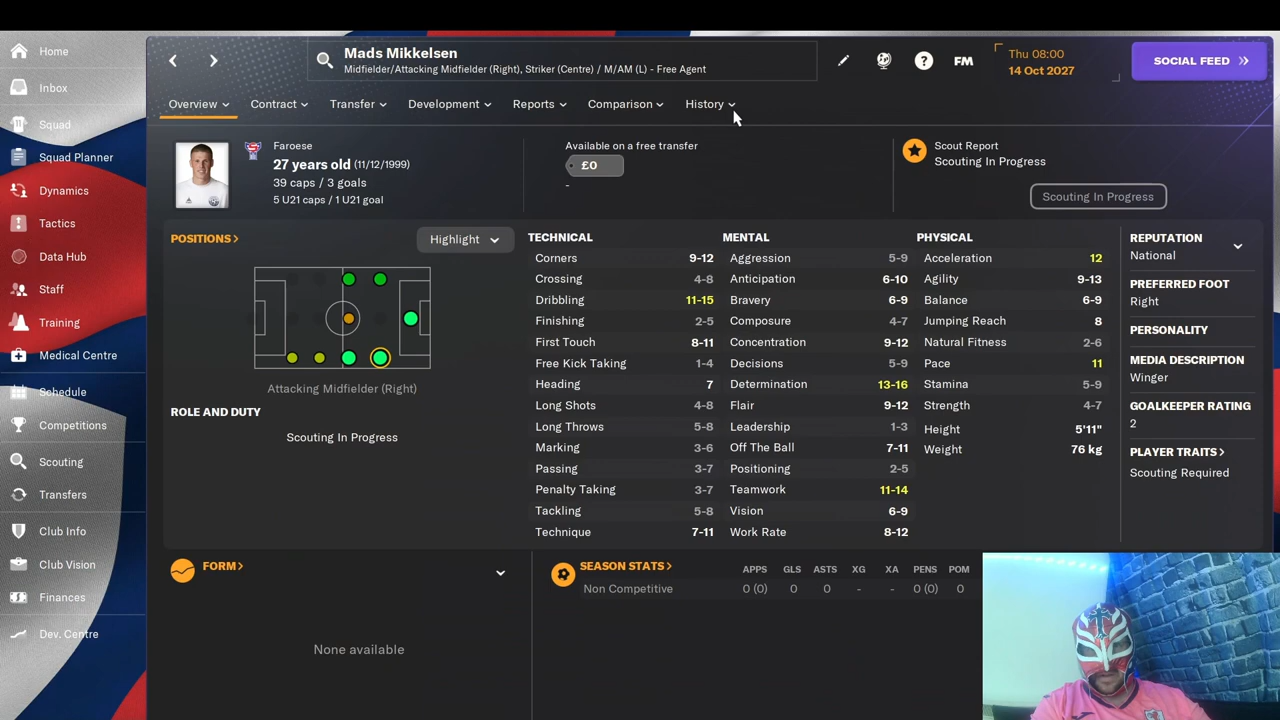 Home
Inbox
Squad
Squad Planner
Dynamics
Tactics
Data Hub
Staff
Training
Medical Centre
Schedule
Competitions
Scouting
Transfers
Club Info
Club Vision
Finances
Dev. Centre
Mads Mikkelsen
Midfielder/Attacking Midfielder (Right), Striker (Centre) / M/AM (L) - Free Agent
?
FM
Thu 08:00
14 Oct 2027
SOCIAL FEED
Overview Contract Transfer Development Reports Comparison History
Faroese
27 years old (11/12/1999)
39 caps / 3 goals
5 U21 caps / 1 U21 goal
Available on a free transfer
£0
-
Scout Report
Scouting In Progress
Scouting In Progress
POSITIONS>
Highlight
Attacking Midfielder (Right)
ROLE AND DUTY
Scouting In Progress
TECHNICAL
Corners 9-12
Crossing 4-8
Dribbling 11-15
Finishing 2-5
First Touch 8-11
Free Kick Taking 1-4
Heading 7
Long Shots 4-8
Long Throws 5-8
Marking 3-6
Passing 3-7
Penalty Taking 3-7
Tackling 5-8
Technique 7-11
MENTAL
Aggression 5-9
Anticipation 6-10
Bravery 6-9
Composure 4-7
Concentration 9-12
Decisions 5-9
Determination 13-16
Flair 9-12
Leadership 1-3
Off The Ball 7-11
Positioning 2-5
Teamwork 11-14
Vision 6-9
Work Rate 8-12
PHYSICAL
Acceleration 12
Agility 9-13
Balance 6-9
Jumping Reach 8
Natural Fitness 2-6
Pace 11
Stamina 5-9
Strength 4-7
Height 5'11"
Weight 76 kg
REPUTATION
National
PREFERRED FOOT
Right
PERSONALITY
MEDIA DESCRIPTION
Winger
GOALKEEPER RATING
2
PLAYER TRAITS>
Scouting Required
FORM>
None available
SEASON STATS> APPS GLS ASTS XG XA PENS POM
Non Competitive 0 (0) 0 0 - - 0 (0) 0